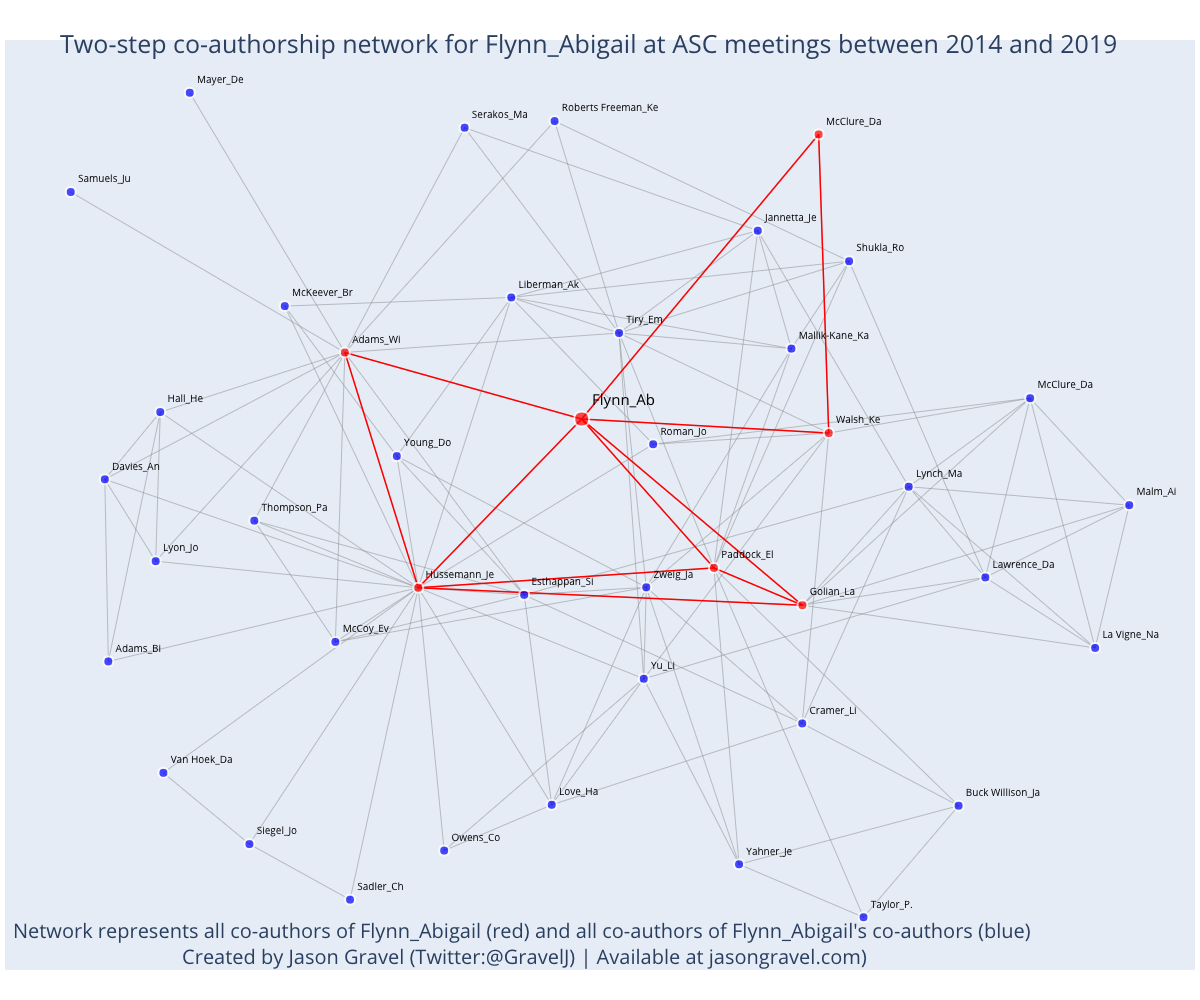 Two-step co-authorship network for Flynn_Abigail at ASC meetings between 2014 and 2019
Mayer_De
Serakos_Ma
Roberts Freeman_Ke
McClure_Da
Samuels_Ju
Jannetta_Je
Shukla_Ro
McKeever_Br
Liberman_Ak
Tiry_Em
Adams_Wi
Mallik-Kane_Ka
McClure_Da
Hall_He
Flynn_Ab
Walsh_Ke
Roman_Jo
Young_Do
Davies_An
Lynch_Ma
Malm_Al
Thompson_Pa
Lyon_Jo
Paddock_El
Lawrence_Da
Hussemann_Je
Esthappan_Si
Zweig_Ja
Golian_La
McCoy_Ev
La Vigne_Na
Adams_Bi
Yu_Li
Cramer_Li
Van Hoek_Da
Love_Ha
Buck Willison_Ja
Siegel_Jo
Owens_Co
Yahner_Je
Sadler_Ch
Taylor_P.
Network represents all co-authors of Flynn_Abigail (red) and all co-authors of Flynn_Abigail's co-authors (blue)
Created by Jason Gravel (Twitter:@GravelJ) | Available at jasongravel.com)